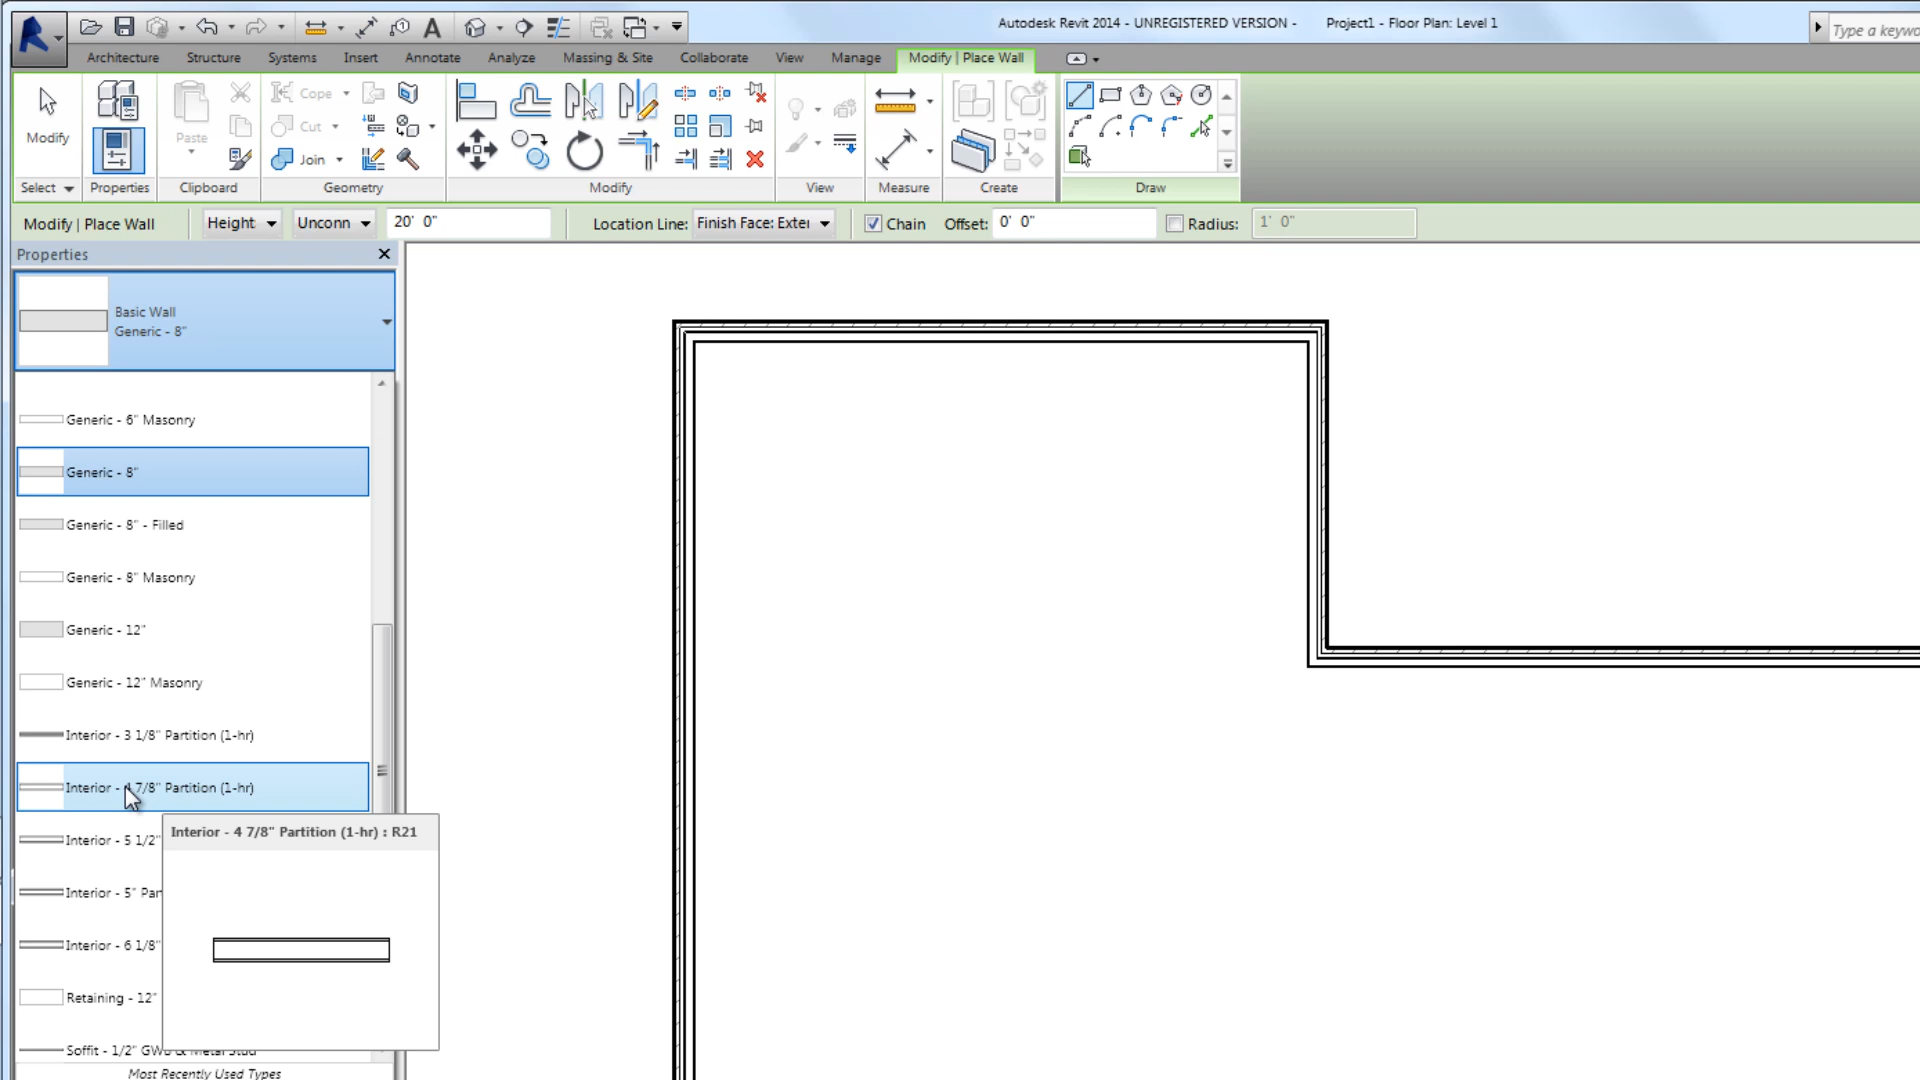 Autodesk Revit 2014 - UNREGISTERED VERSION - Project1 - Floor Plan: Level 1
Type a keywo
Architecture Structure Systems Insert Annotate Analyze Massing & Site Collaborate View Manage Modify | Place Wall
Modify
Paste
Cope
Cut
Join
Select Properties Clipboard Geometry Modify View Measure Create Draw
Modify | Place Wall Height Unconn 20' 0" Location Line: Finish Face: Exter Chain Offset: 0' 0" Radius: 1' 0"
Properties
Basic Wall
Generic - 8"
Generic - 6" Masonry
Generic - 8"
Generic - 8" - Filled
Generic - 8" Masonry
Generic - 12"
Generic - 12" Masonry
Interior - 3 1/8" Partition (1-hr)
Interior - 4 7/8" Partition (1-hr)
Interior - 4 7/8" Partition (1-hr) : R21
Interior - 5 1/2"
Interior - 5" Par
Interior - 6 1/8"
Retaining - 12"
Soffit - 1/2" GWB & Metal Stud
Most Recently Used Types